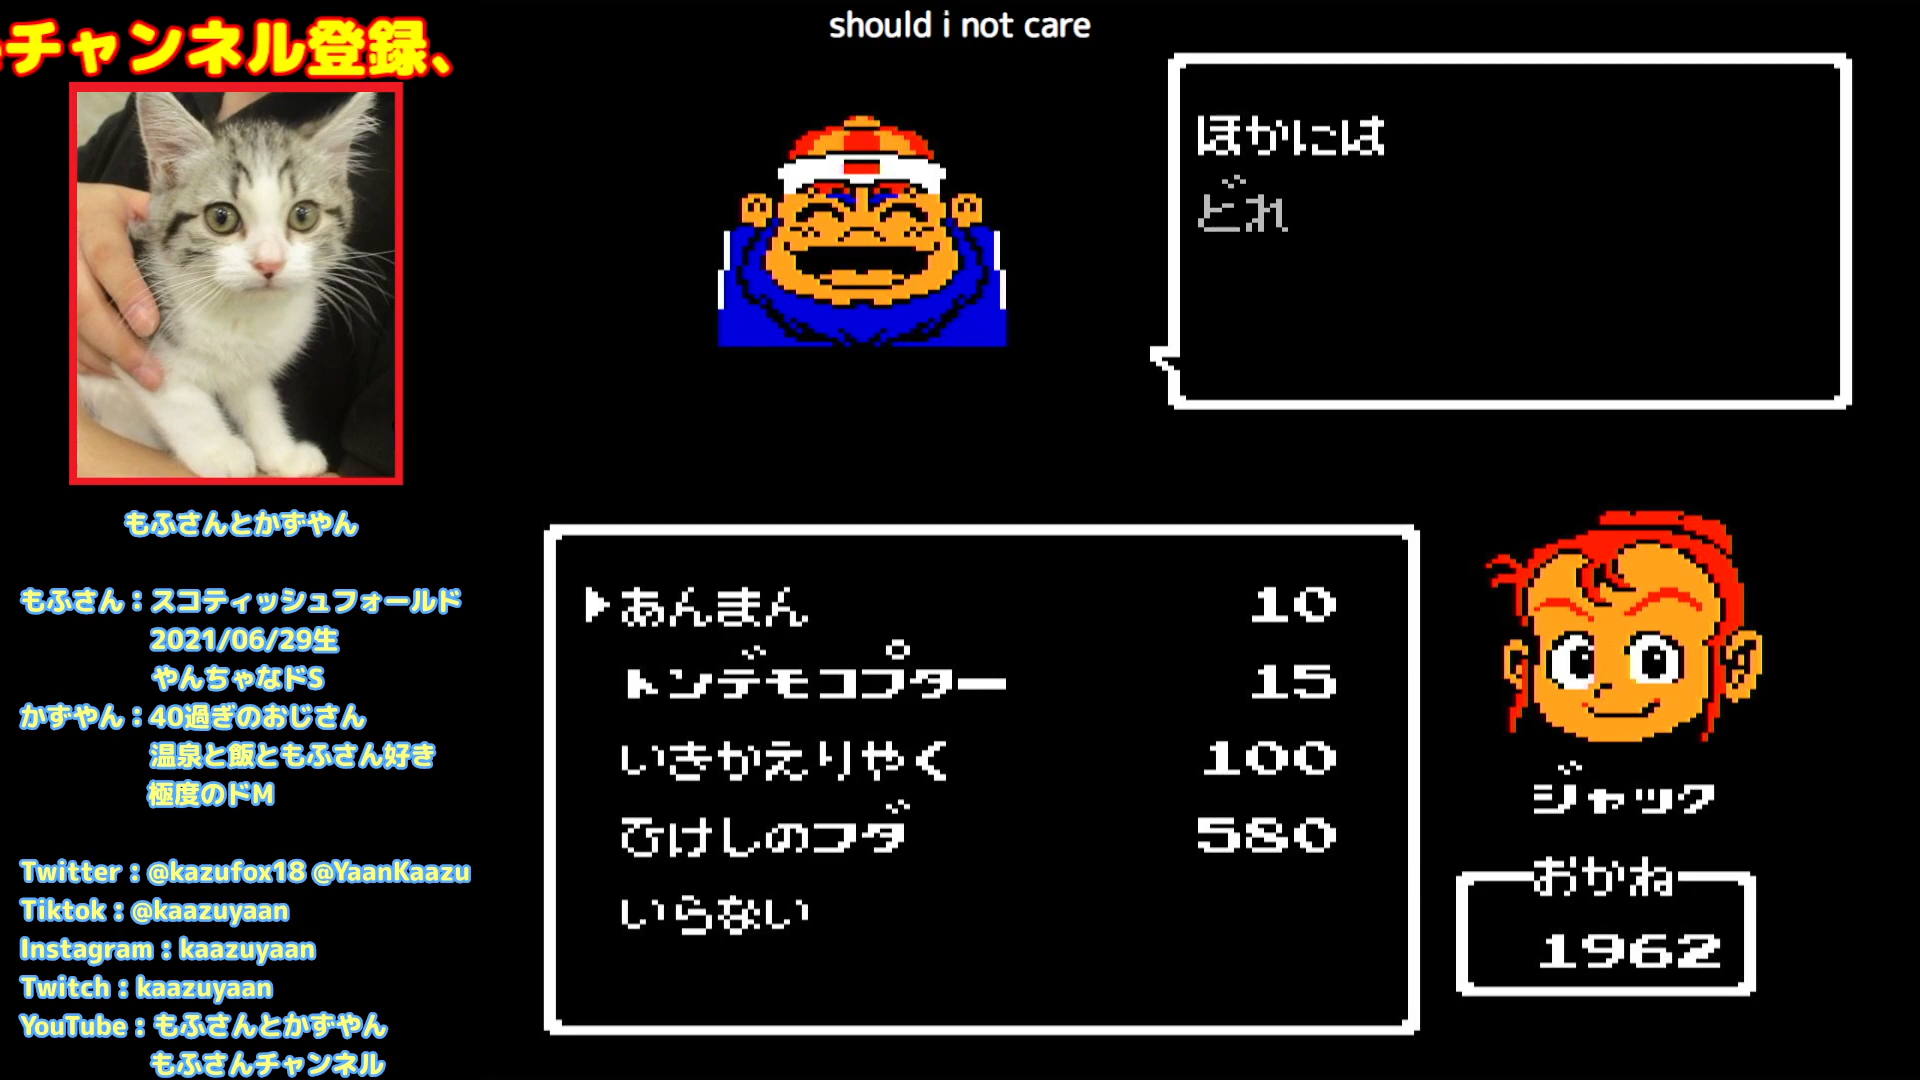 チャンネル登録、
should i not care
ほかには
どれ
もふさんとかずやん
もふさん：スコティッシュフォールド
2021/06/29生
やんちゃなドS
かずやん：40過ぎのおじさん
温泉と飯ともふさん好き
極度のドM
Twitter：@kazufox18 @YaanKaazu
Tiktok：@kaazuyaan
Instagram：kaazuyaan
Twitch：kaazuyaan
YouTube：もふさんとかずやん
もふさんチャンネル
▶あんまん 10
トンデモコプター 15
いきかえりやく 100
ひけしのフダ 580
いらない
ジャック
おかね
1962